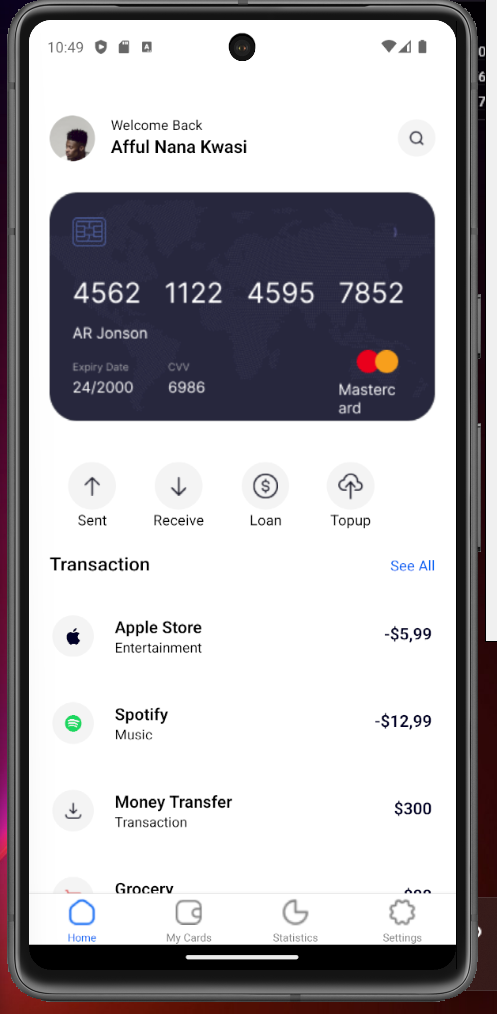 10:49
Welcome Back
Afful Nana Kwasi
4562 1122 4595 7852
AR Jonson
Expiry Date CVV
24/2000 6986
Masterc
ard
Sent Receive Loan Topup
Transaction See All
Apple Store -$5,99
Entertainment
Spotify -$12,99
Music
Money Transfer $300
Transaction
Grocery
Home My Cards Statistics Settings